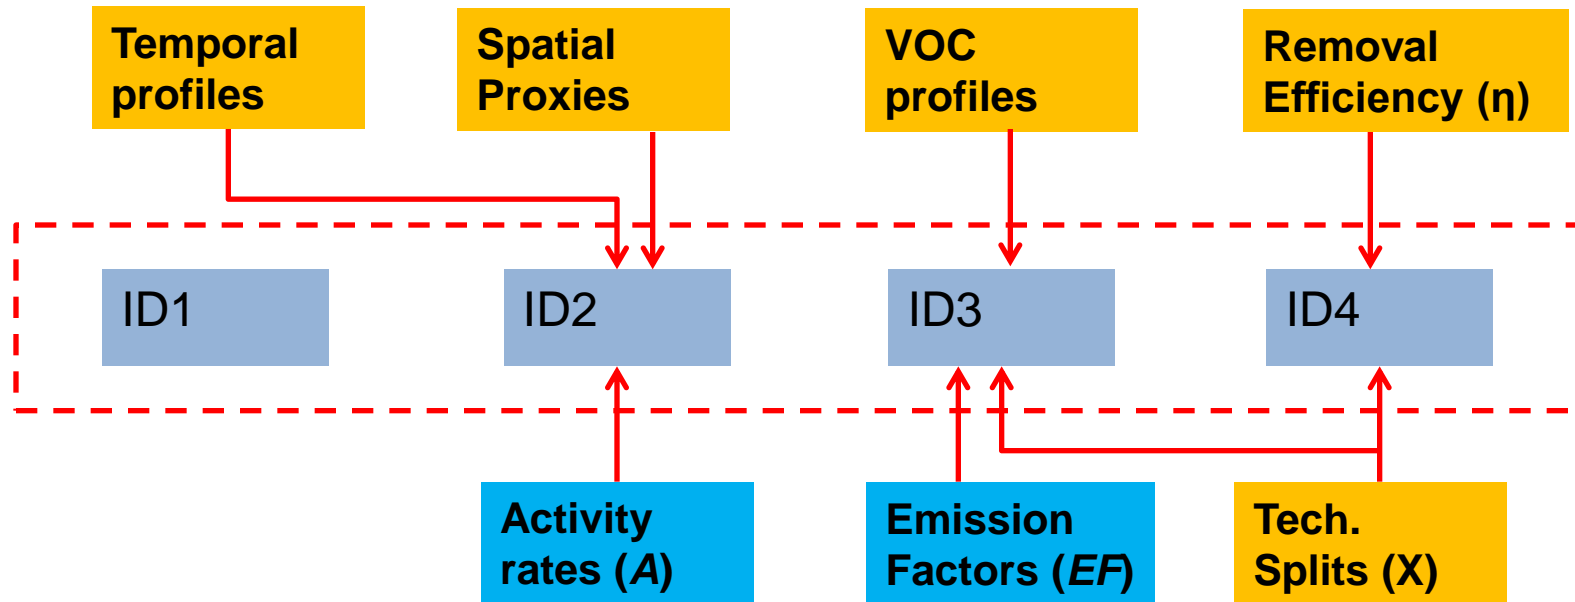 Temporal
profiles
Spatial
Proxies
VOC
profiles
Removal
Efficiency (η)
ID1
ID2
ID3
ID4
Activity
rates (A)
Emission
Factors (EF)
Tech.
Splits (X)